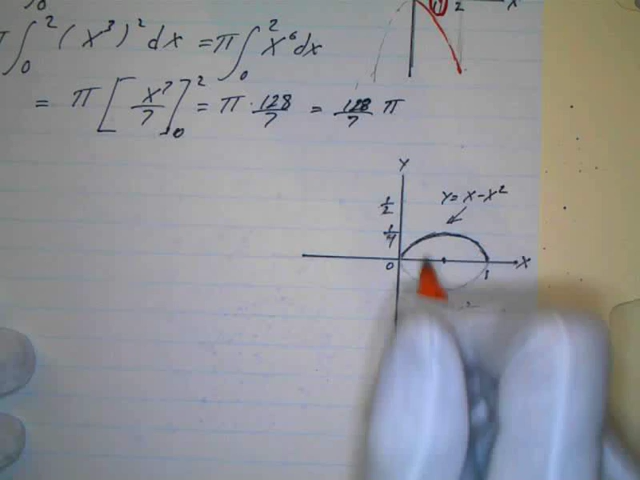 π∫₀² (x³)² dx = π∫₀² x⁶ dx
= π [x⁷/7]₀² = π · 128/7 = 128/7 π
2 x
y
1/2
y = x - x²
1/4
0 1 x